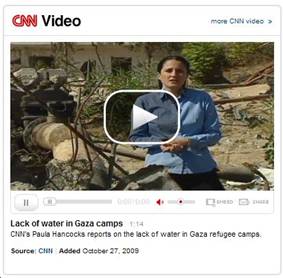 CNN Video
more CNN video »
0:00 / 0:00
EMBED
SHARE
Lack of water in Gaza camps 1:14
CNN's Paula Hancocks reports on the lack of water in Gaza refugee camps.
Source: CNN Added October 27, 2009